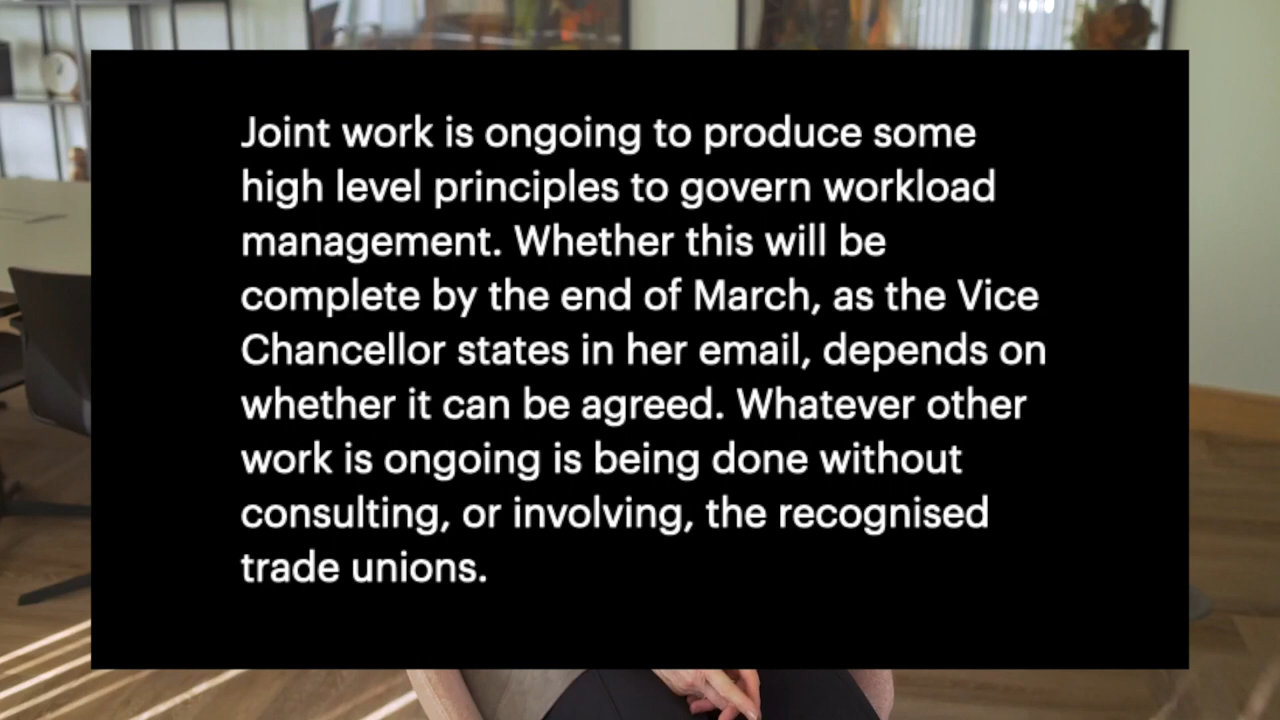 Joint work is ongoing to produce some
high level principles to govern workload
management. Whether this will be
complete by the end of March, as the Vice
Chancellor states in her email, depends on
whether it can be agreed. Whatever other
work is ongoing is being done without
consulting, or involving, the recognised
trade unions.